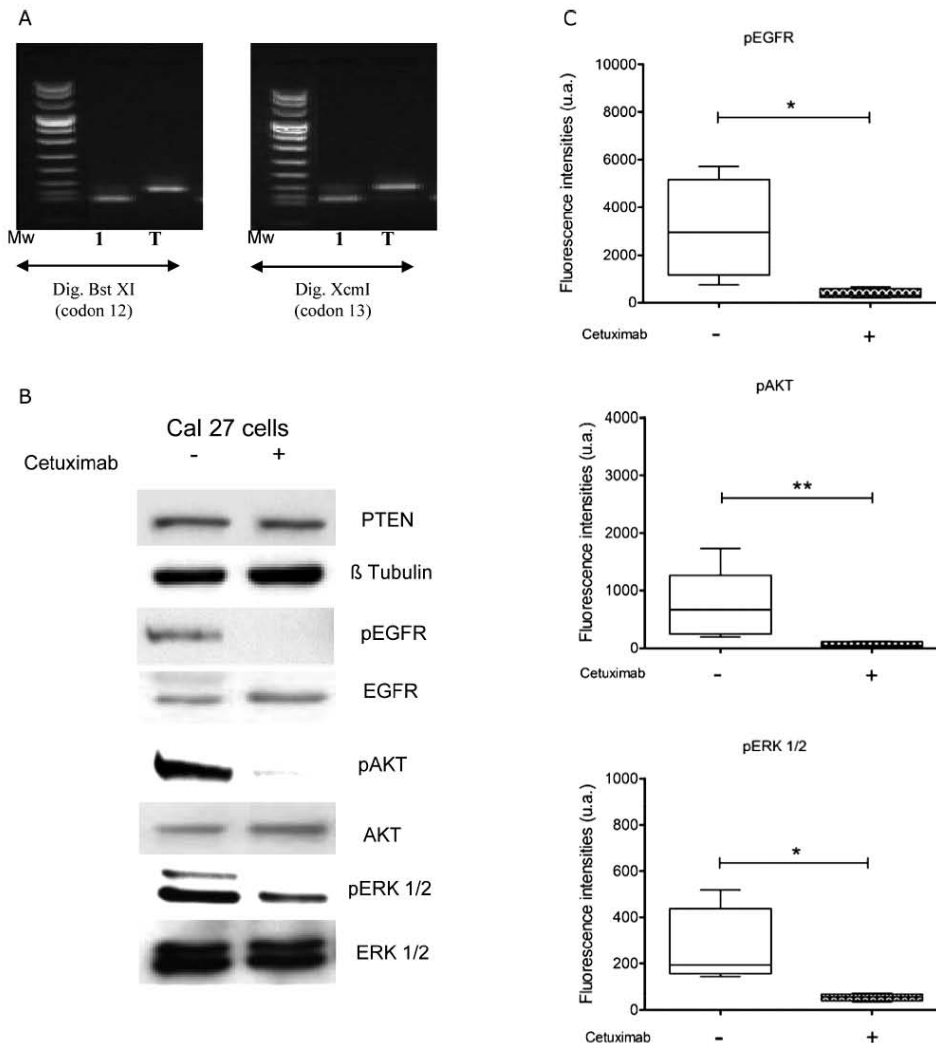 A
Mw 1 T
Dig. Bst XI
(codon 12)
Mw 1 T
Dig. XcmI
(codon 13)
B
Cal 27 cells
Cetuximab - +
PTEN
ß Tubulin
pEGFR
EGFR
pAKT
AKT
pERK 1/2
ERK 1/2
C
pEGFR
Fluorescence intensities (u.a.)
10000
8000
6000
4000
2000
0
*
Cetuximab - +
pAKT
Fluorescence intensities (u.a.)
4000
3000
2000
1000
0
**
Cetuximab - +
pERK 1/2
Fluorescence intensities (u.a.)
1000
800
600
400
200
0
*
Cetuximab - +